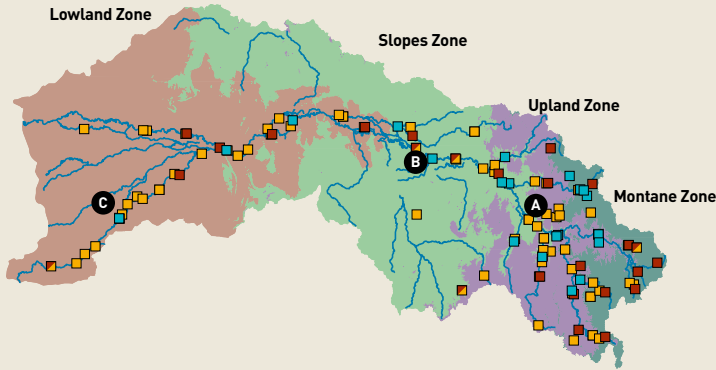 Lowland Zone
Slopes Zone
Upland Zone
B
Montane Zone
C
A